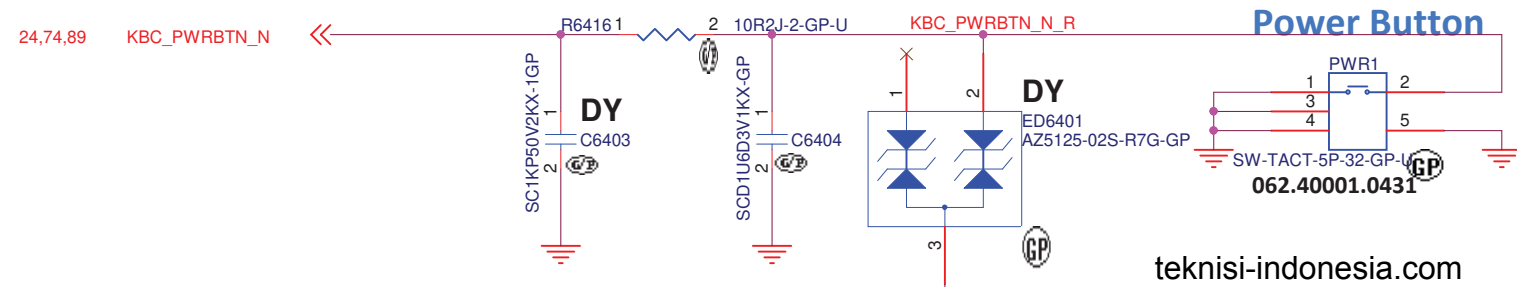 Power Button
24,74,89 KBC_PWRBTN_N
R6416 1 2 10R2J-2-GP-U
KBC_PWRBTN_N_R
PWR1
1 2
3
4 5
SC1KP50V2KX-1GP
1
2
DY
C6403
G/P
SCD1U6D3V1KX-GP
1
2
C6404
G/P
1 2
DY
ED6401
AZ5125-02S-R7G-GP
3
GP
SW-TACT-5P-32-GP-U
GP
062.40001.0431
teknisi-indonesia.com